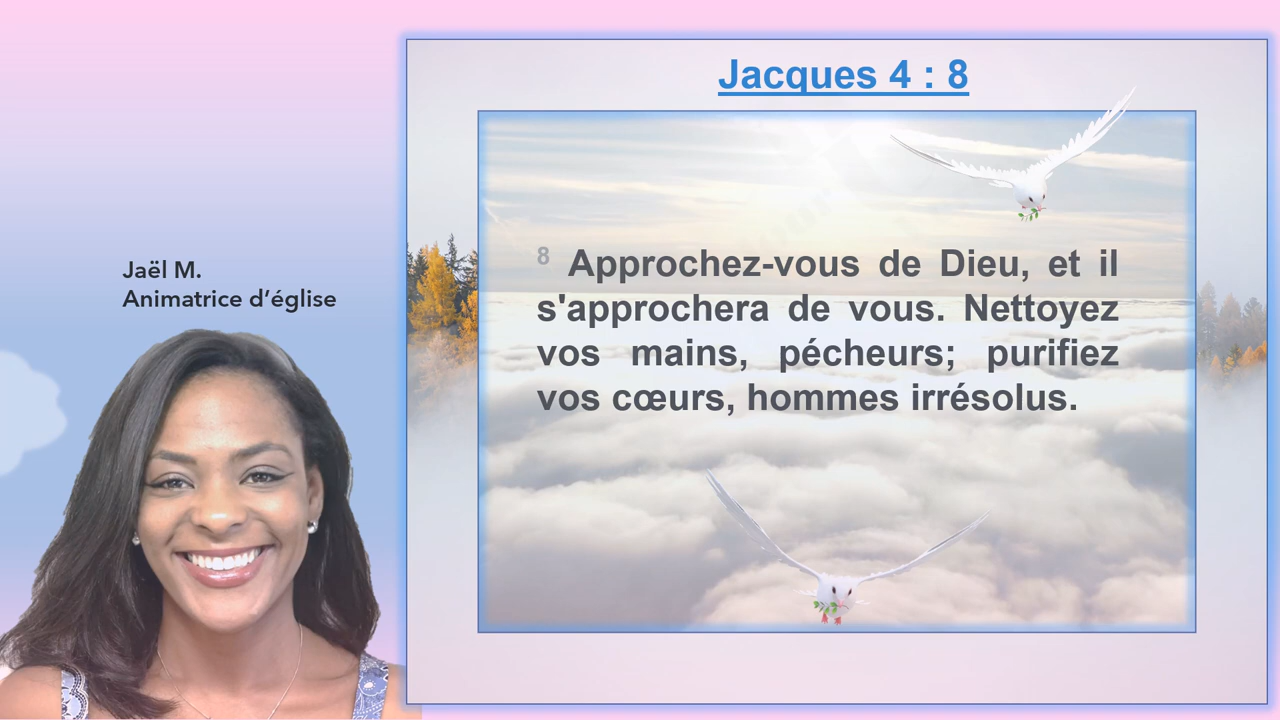 Jacques 4 : 8
8 Approchez-vous de Dieu, et il
s'approchera de vous. Nettoyez
vos mains, pécheurs; purifiez
vos cœurs, hommes irrésolus.
Jaël M.
Animatrice d’église